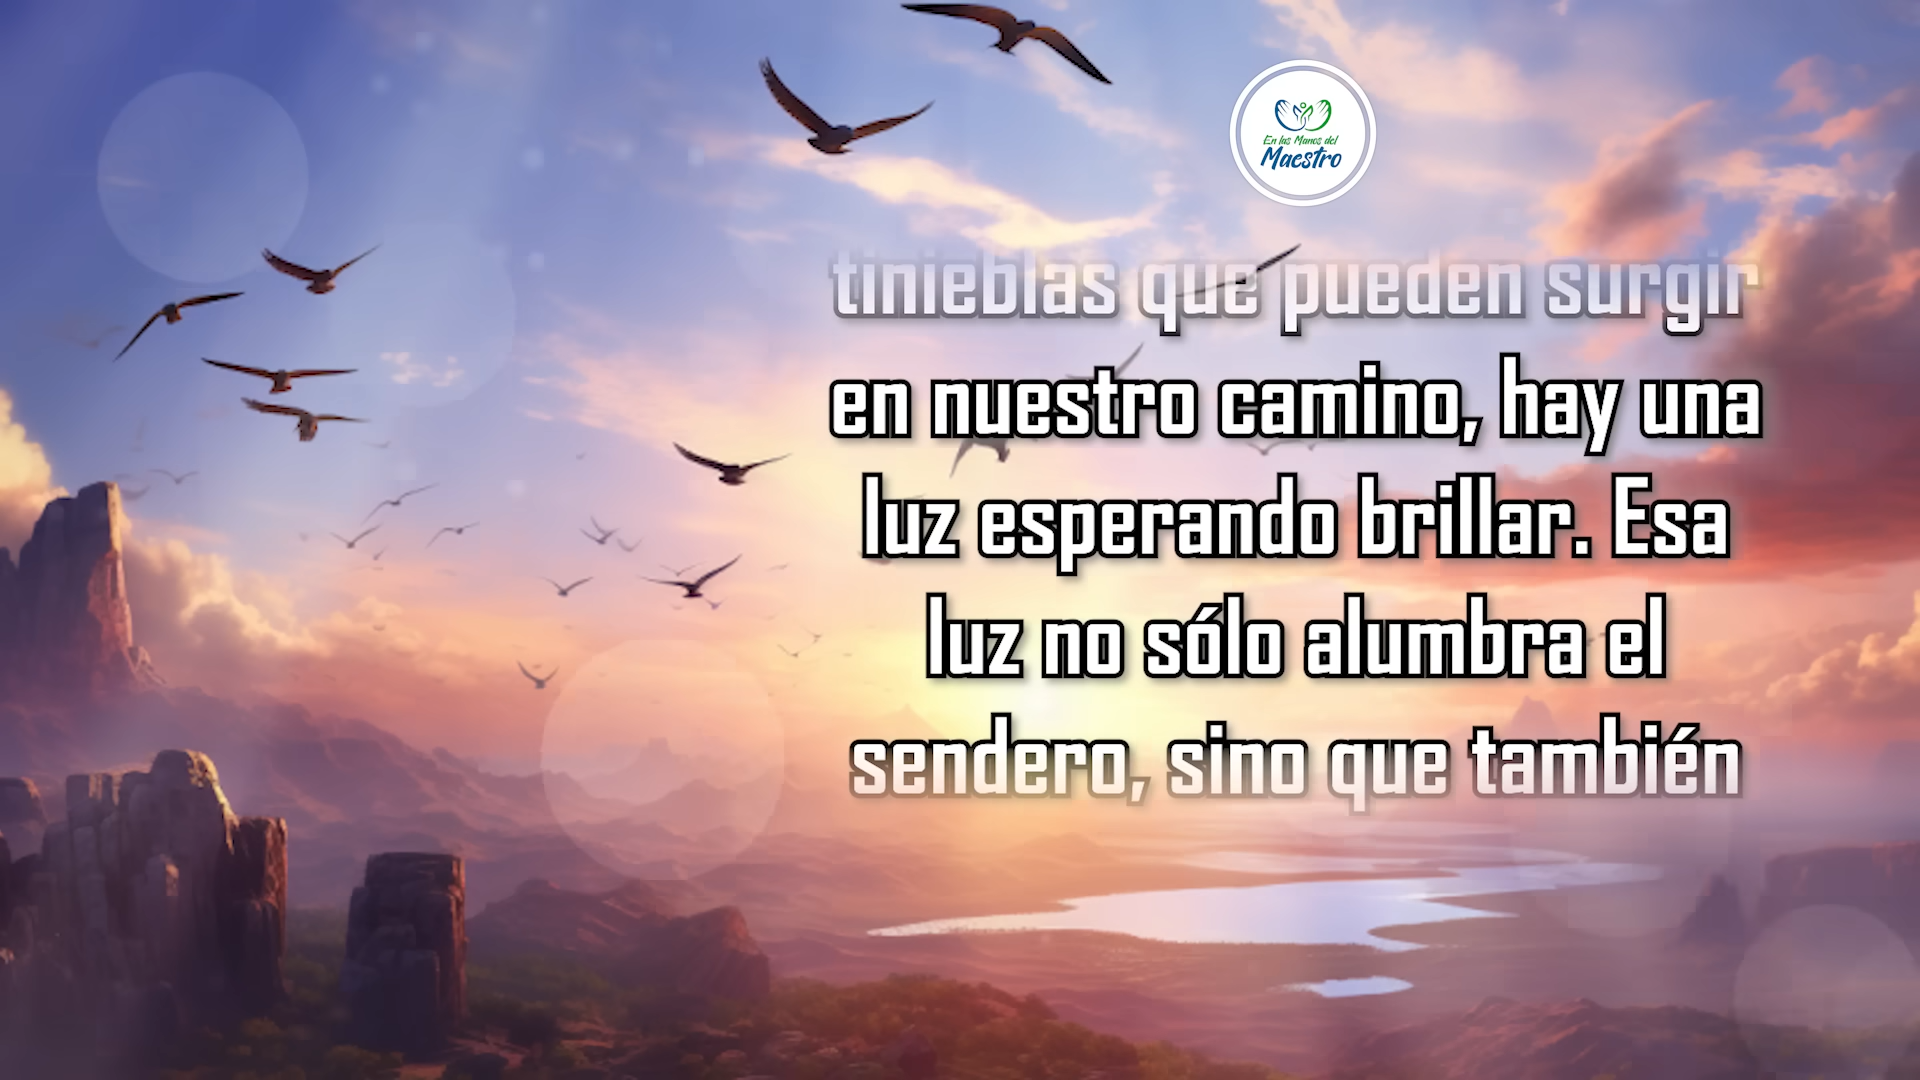 En las Manos del
Maestro
tinieblas que pueden surgir
en nuestro camino, hay una
luz esperando brillar. Esa
luz no sólo alumbra el
sendero, sino que también